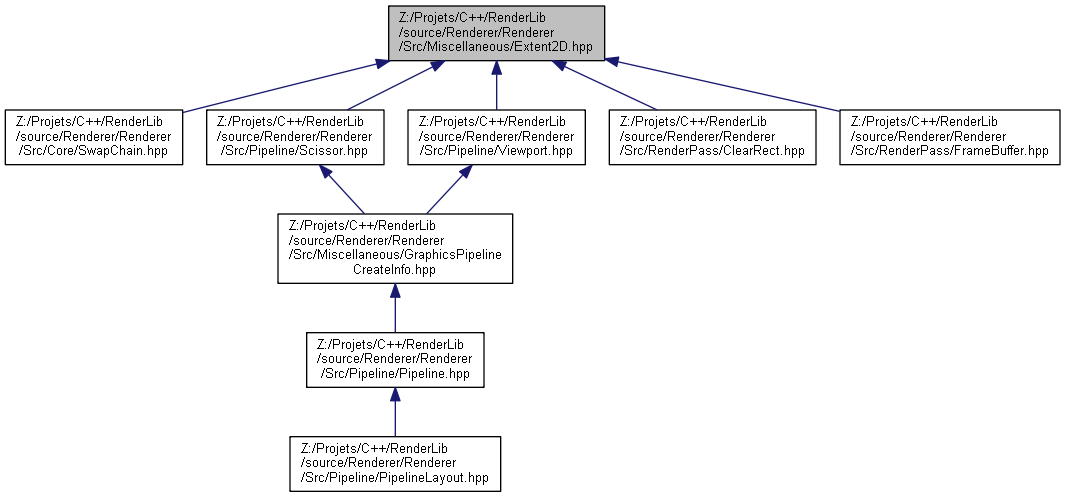 Z:/Projets/C++/RenderLib
/source/Renderer/Renderer
/Src/Miscellaneous/Extent2D.hpp
Z:/Projets/C++/RenderLib
/source/Renderer/Renderer
/Src/Core/SwapChain.hpp
Z:/Projets/C++/RenderLib
/source/Renderer/Renderer
/Src/Pipeline/Scissor.hpp
Z:/Projets/C++/RenderLib
/source/Renderer/Renderer
/Src/Pipeline/Viewport.hpp
Z:/Projets/C++/RenderLib
/source/Renderer/Renderer
/Src/RenderPass/ClearRect.hpp
Z:/Projets/C++/RenderLib
/source/Renderer/Renderer
/Src/RenderPass/FrameBuffer.hpp
Z:/Projets/C++/RenderLib
/source/Renderer/Renderer
/Src/Miscellaneous/GraphicsPipeline
CreateInfo.hpp
Z:/Projets/C++/RenderLib
/source/Renderer/Renderer
/Src/Pipeline/Pipeline.hpp
Z:/Projets/C++/RenderLib
/source/Renderer/Renderer
/Src/Pipeline/PipelineLayout.hpp